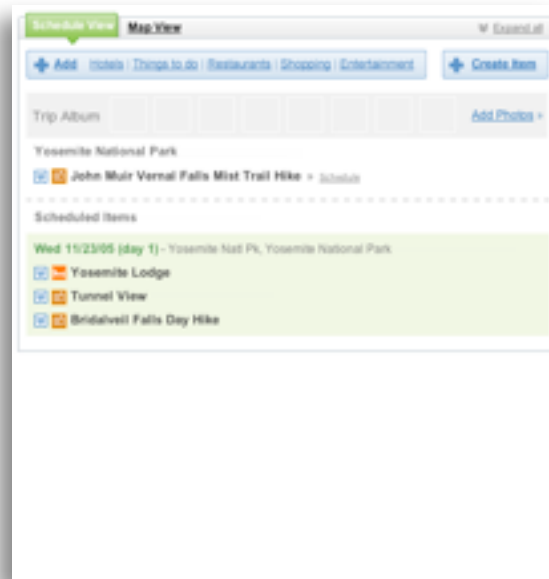 Schedule View Map View Expand all
Add Hotels | Things to do | Restaurants | Shopping | Entertainment Create Item
Trip Album Add Photos »
Yosemite National Park
John Muir Vernal Falls Mist Trail Hike » Schedule
Scheduled Items
Wed 11/23/05 (day 1) - Yosemite Natl Pk, Yosemite National Park
Yosemite Lodge
Tunnel View
Bridalveil Falls Day Hike